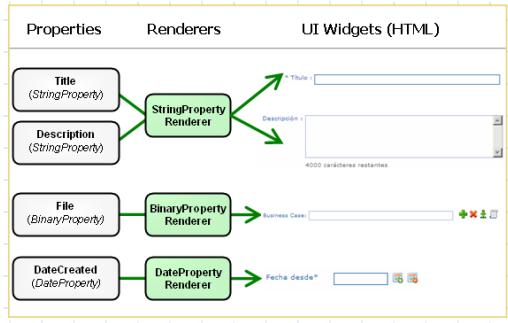 Properties Renderers UI Widgets (HTML)
Title
(StringProperty)
* Título :
StringProperty
Renderer
Descripción :
Description
(StringProperty)
4000 carácteres restantes
File
(BinaryProperty)
BinaryProperty
Renderer
Business Case:
DateCreated
(DateProperty)
DateProperty
Renderer
Fecha desde*